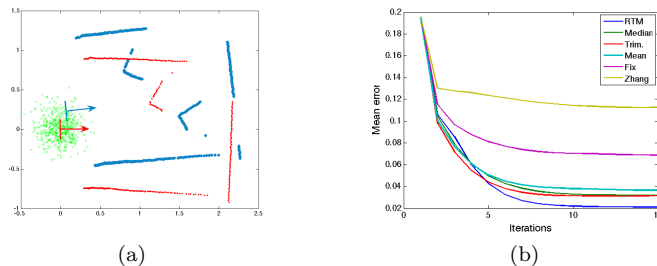 1.5
1
0.5
0
-0.5
-1
-0.5
0
0.5
1
1.5
2
2.5
(a)
0.2
0.18
0.16
0.14
0.12
0.1
0.08
0.06
0.04
0.02
0
5
10
15
Mean error
Iterations
RTM
Median
Trim.
Mean
Fix
Zhang
(b)